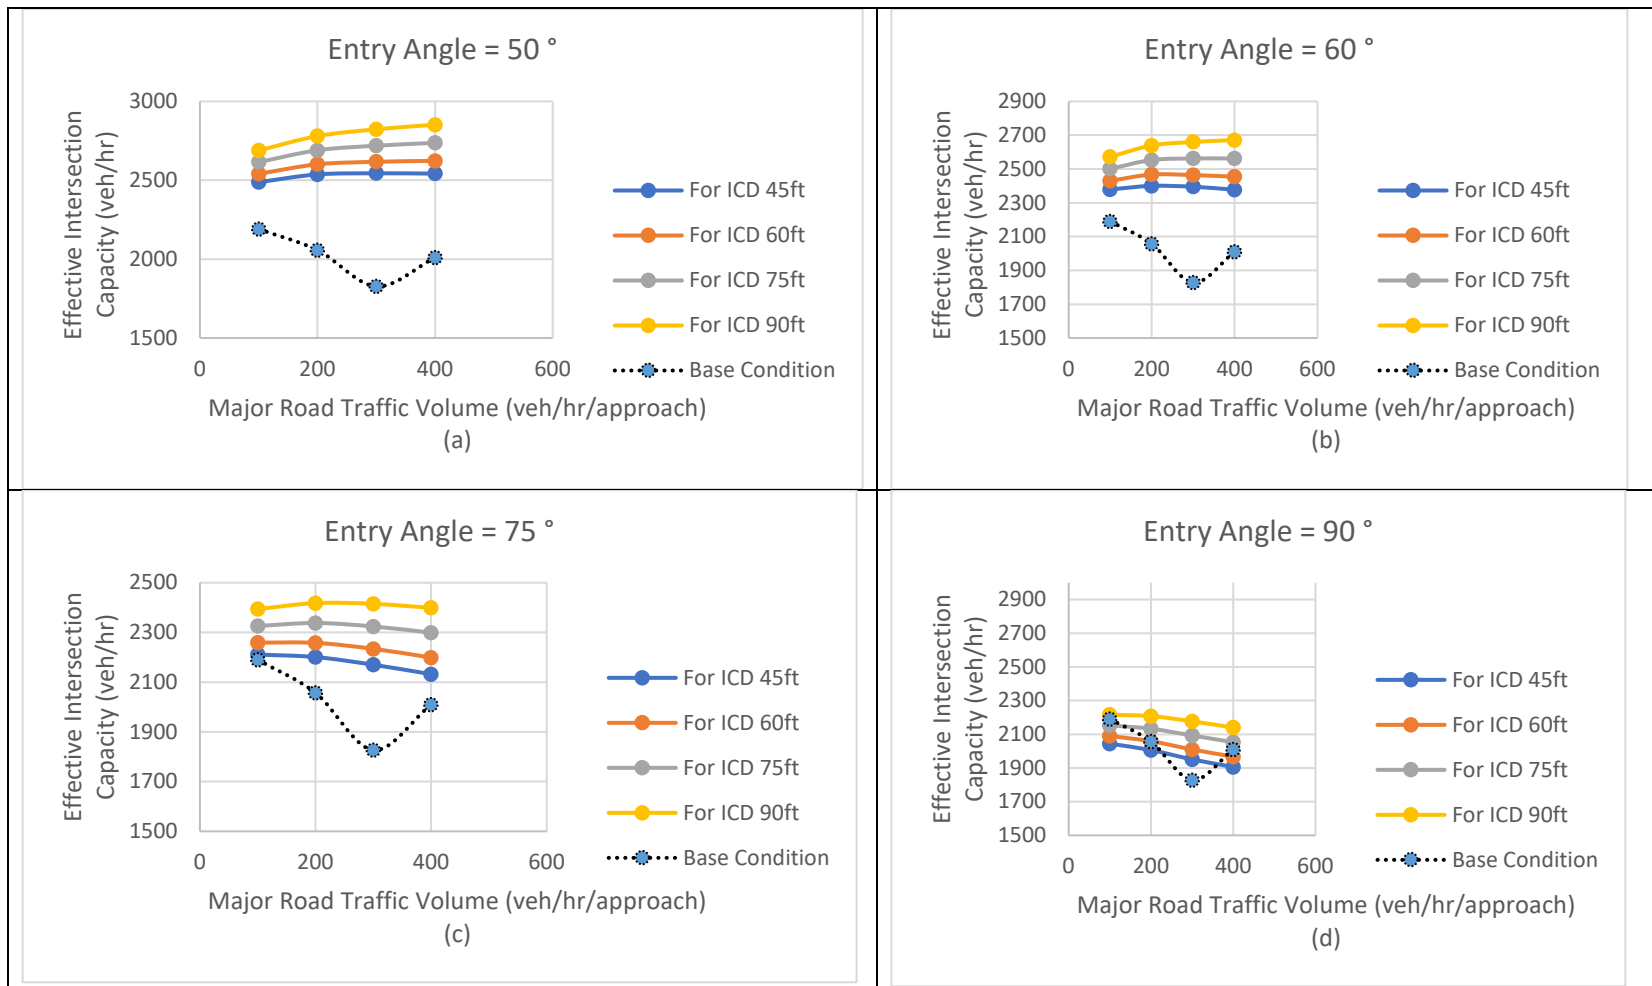 Entry Angle = 50 °
Effective Intersection
Capacity (veh/hr)
3000
2500
2000
1500
0
200
400
600
Major Road Traffic Volume (veh/hr/approach)
(a)
For ICD 45ft
For ICD 60ft
For ICD 75ft
For ICD 90ft
Base Condition
Entry Angle = 60 °
Effective Intersection
Capacity (veh/hr)
2900
2700
2500
2300
2100
1900
1700
1500
0
200
400
600
Major Road Traffic Volume (veh/hr/approach)
(b)
For ICD 45ft
For ICD 60ft
For ICD 75ft
For ICD 90ft
Base Condition
Entry Angle = 75 °
Effective Intersection
Capacity (veh/hr)
2500
2300
2100
1900
1700
1500
0
200
400
600
Major Road Traffic Volume (veh/hr/approach)
(c)
For ICD 45ft
For ICD 60ft
For ICD 75ft
For ICD 90ft
Base Condition
Entry Angle = 90 °
Effective Intersection
Capacity (veh/hr)
2900
2700
2500
2300
2100
1900
1700
1500
0
200
400
600
Major Road Traffic Volume (veh/hr/approach)
(d)
For ICD 45ft
For ICD 60ft
For ICD 75ft
For ICD 90ft
Base Condition